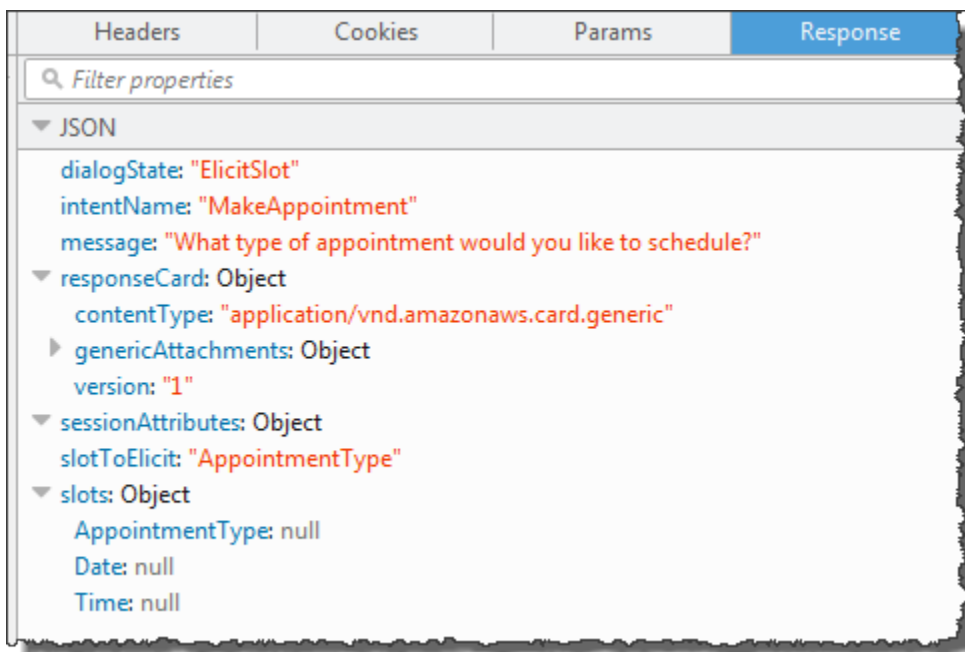 Headers Cookies Params Response
Filter properties
JSON
dialogState: "ElicitSlot"
intentName: "MakeAppointment"
message: "What type of appointment would you like to schedule?"
responseCard: Object
contentType: "application/vnd.amazonaws.card.generic"
genericAttachments: Object
version: "1"
sessionAttributes: Object
slotToElicit: "AppointmentType"
slots: Object
AppointmentType: null
Date: null
Time: null